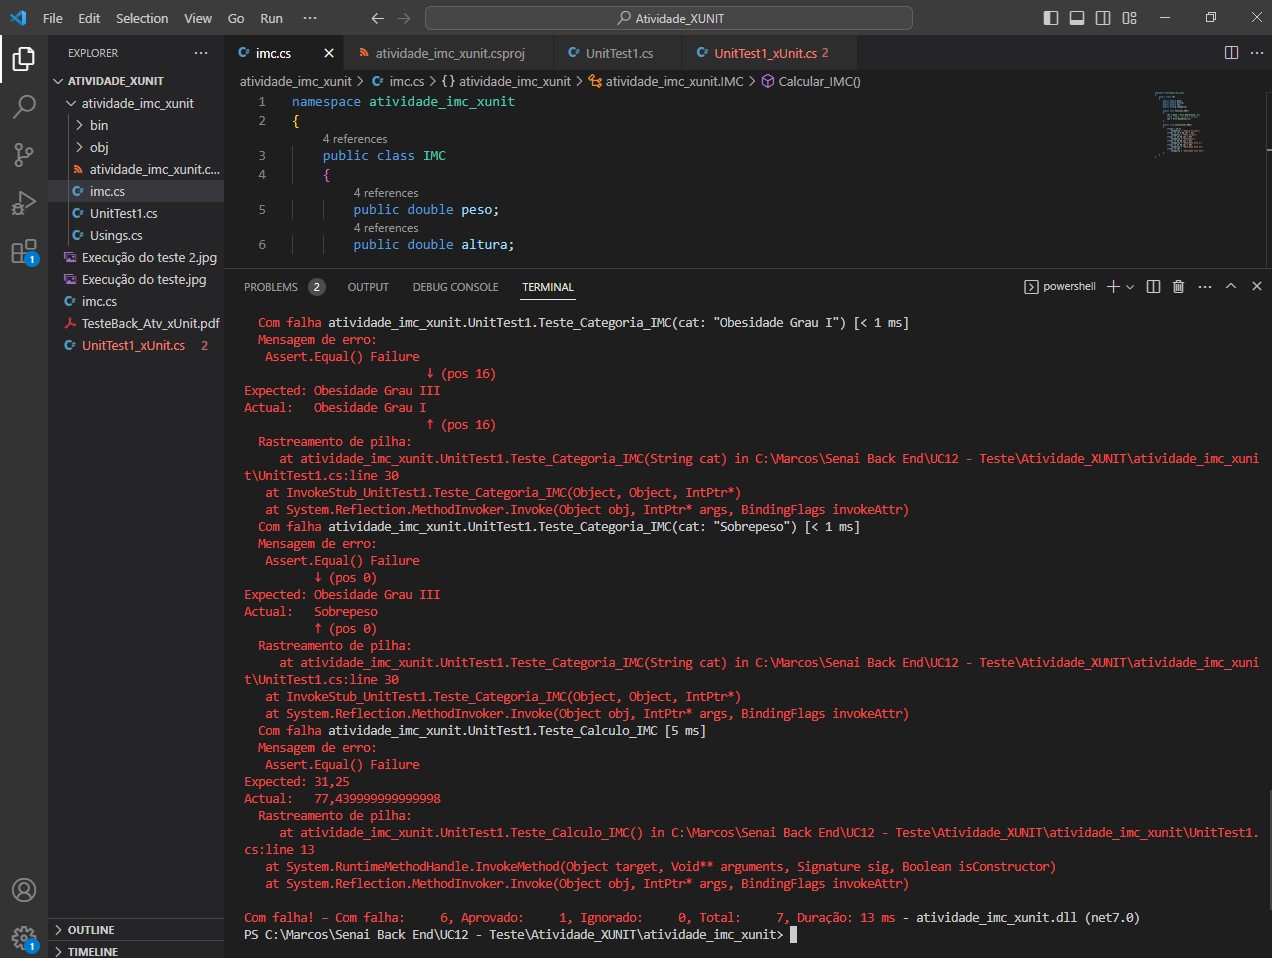 File Edit Selection View Go Run ··· Atividade_XUNIT
EXPLORER ···
ATIVIDADE_XUNIT
atividade_imc_xunit
bin
obj
atividade_imc_xunit.c...
imc.cs
UnitTest1.cs
Usings.cs
Execução do teste 2.jpg
Execução do teste.jpg
imc.cs
TesteBack_Atv_xUnit.pdf
UnitTest1_xUnit.cs 2
OUTLINE
TIMELINE
1
1
imc.cs atividade_imc_xunit.csproj UnitTest1.cs UnitTest1_xUnit.cs 2
atividade_imc_xunit > imc.cs > {} atividade_imc_xunit > atividade_imc_xunit.IMC > Calcular_IMC()
1 namespace atividade_imc_xunit
2 {
4 references
3 public class IMC
4 {
4 references
5 public double peso;
4 references
6 public double altura;
PROBLEMS 2 OUTPUT DEBUG CONSOLE TERMINAL powershell
Com falha atividade_imc_xunit.UnitTest1.Teste_Categoria_IMC(cat: "Obesidade Grau I") [< 1 ms]
Mensagem de erro:
Assert.Equal() Failure
↓ (pos 16)
Expected: Obesidade Grau III
Actual: Obesidade Grau I
↑ (pos 16)
Rastreamento de pilha:
at atividade_imc_xunit.UnitTest1.Teste_Categoria_IMC(String cat) in C:\Marcos\Senai Back End\UC12 - Teste\Atividade_XUNIT\atividade_imc_xuni
t\UnitTest1.cs:line 30
at InvokeStub_UnitTest1.Teste_Categoria_IMC(Object, Object, IntPtr*)
at System.Reflection.MethodInvoker.Invoke(Object obj, IntPtr* args, BindingFlags invokeAttr)
Com falha atividade_imc_xunit.UnitTest1.Teste_Categoria_IMC(cat: "Sobrepeso") [< 1 ms]
Mensagem de erro:
Assert.Equal() Failure
↓ (pos 0)
Expected: Obesidade Grau III
Actual: Sobrepeso
↑ (pos 0)
Rastreamento de pilha:
at atividade_imc_xunit.UnitTest1.Teste_Categoria_IMC(String cat) in C:\Marcos\Senai Back End\UC12 - Teste\Atividade_XUNIT\atividade_imc_xuni
t\UnitTest1.cs:line 30
at InvokeStub_UnitTest1.Teste_Categoria_IMC(Object, Object, IntPtr*)
at System.Reflection.MethodInvoker.Invoke(Object obj, IntPtr* args, BindingFlags invokeAttr)
Com falha atividade_imc_xunit.UnitTest1.Teste_Calculo_IMC [5 ms]
Mensagem de erro:
Assert.Equal() Failure
Expected: 31,25
Actual: 77,439999999999998
Rastreamento de pilha:
at atividade_imc_xunit.UnitTest1.Teste_Calculo_IMC() in C:\Marcos\Senai Back End\UC12 - Teste\Atividade_XUNIT\atividade_imc_xunit\UnitTest1.
cs:line 13
at System.RuntimeMethodHandle.InvokeMethod(Object target, Void** arguments, Signature sig, Boolean isConstructor)
at System.Reflection.MethodInvoker.Invoke(Object obj, IntPtr* args, BindingFlags invokeAttr)
Com falha! – Com falha: 6, Aprovado: 1, Ignorado: 0, Total: 7, Duração: 13 ms - atividade_imc_xunit.dll (net7.0)
PS C:\Marcos\Senai Back End\UC12 - Teste\Atividade_XUNIT\atividade_imc_xunit>